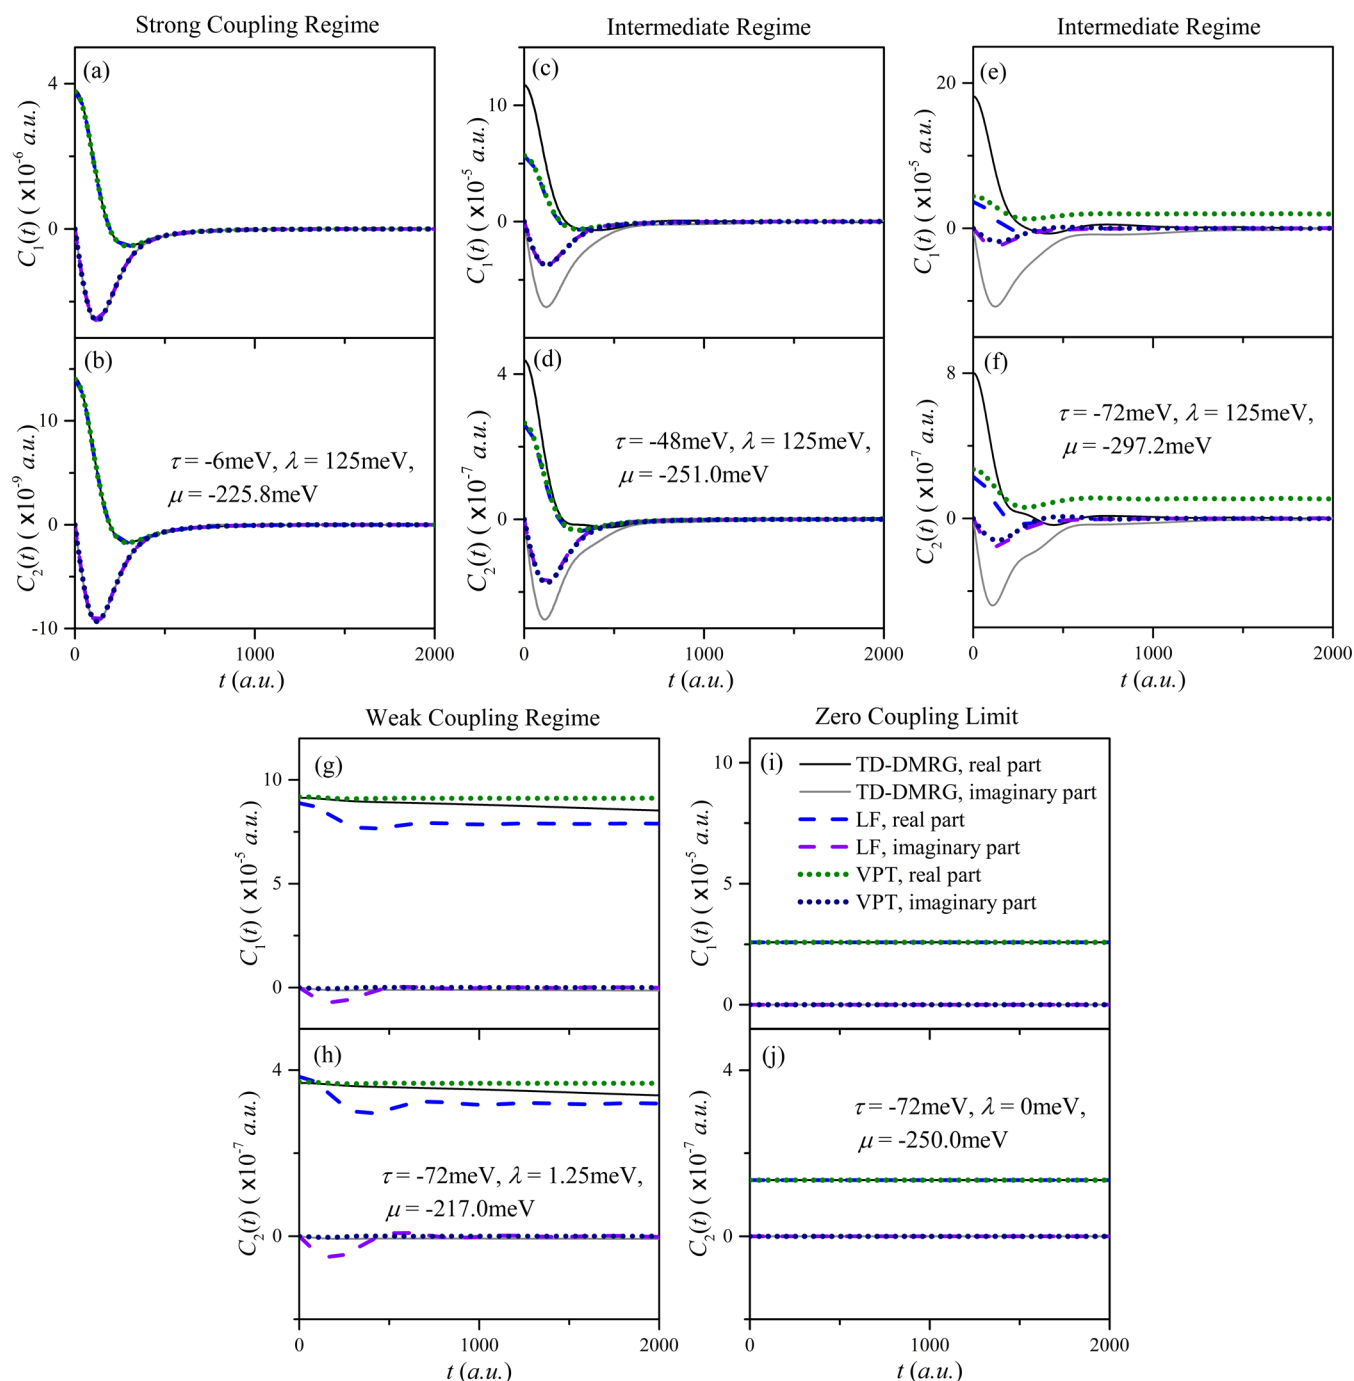 Strong Coupling Regime
Intermediate Regime
Intermediate Regime
(a)
4
0
C₁(t) ( x10⁻⁶ a.u.)
(b)
10
0
-10
C₂(t) ( x10⁻⁹ a.u.)
τ = -6meV, λ = 125meV,
μ = -225.8meV
0
1000
2000
t (a.u.)
(c)
10
0
C₁(t) ( x10⁻⁵ a.u.)
(d)
4
0
C₂(t) ( x10⁻⁷ a.u.)
τ = -48meV, λ = 125meV,
μ = -251.0meV
0
1000
2000
t (a.u.)
(e)
20
0
C₁(t) ( x10⁻⁵ a.u.)
(f)
8
0
C₂(t) ( x10⁻⁷ a.u.)
τ = -72meV, λ = 125meV,
μ = -297.2meV
0
1000
2000
t (a.u.)
Weak Coupling Regime
Zero Coupling Limit
(g)
10
5
0
C₁(t) ( x10⁻⁵ a.u.)
(h)
4
0
C₂(t) ( x10⁻⁷ a.u.)
τ = -72meV, λ = 1.25meV,
μ = -217.0meV
0
1000
2000
t (a.u.)
(i)
TD-DMRG, real part
TD-DMRG, imaginary part
LF, real part
LF, imaginary part
VPT, real part
VPT, imaginary part
10
5
0
C₁(t) ( x10⁻⁵ a.u.)
(j)
4
0
C₂(t) ( x10⁻⁷ a.u.)
τ = -72meV, λ = 0meV,
μ = -250.0meV
0
1000
2000
t (a.u.)